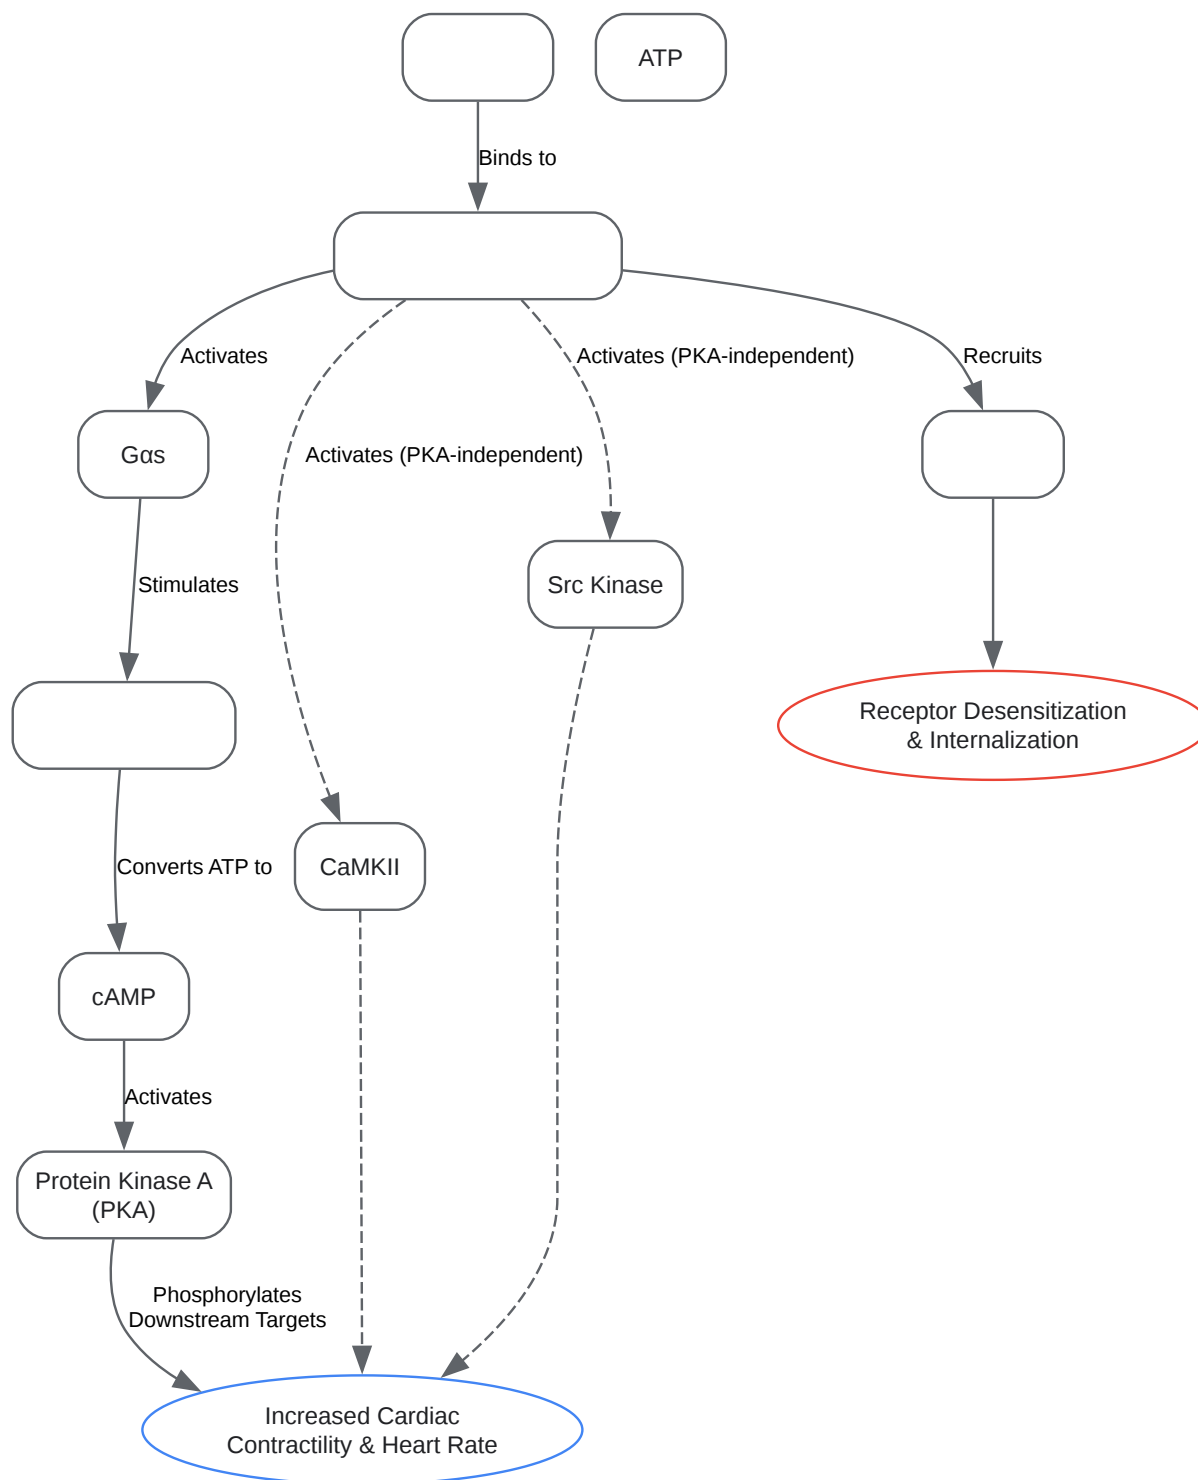 ATP
Binds to
Activates
Activates (PKA-independent)
Recruits
Gαs
Activates (PKA-independent)
Stimulates
Src Kinase
Receptor Desensitization
& Internalization
Converts ATP to
CaMKII
cAMP
Activates
Protein Kinase A
(PKA)
Phosphorylates
Downstream Targets
Increased Cardiac
Contractility & Heart Rate